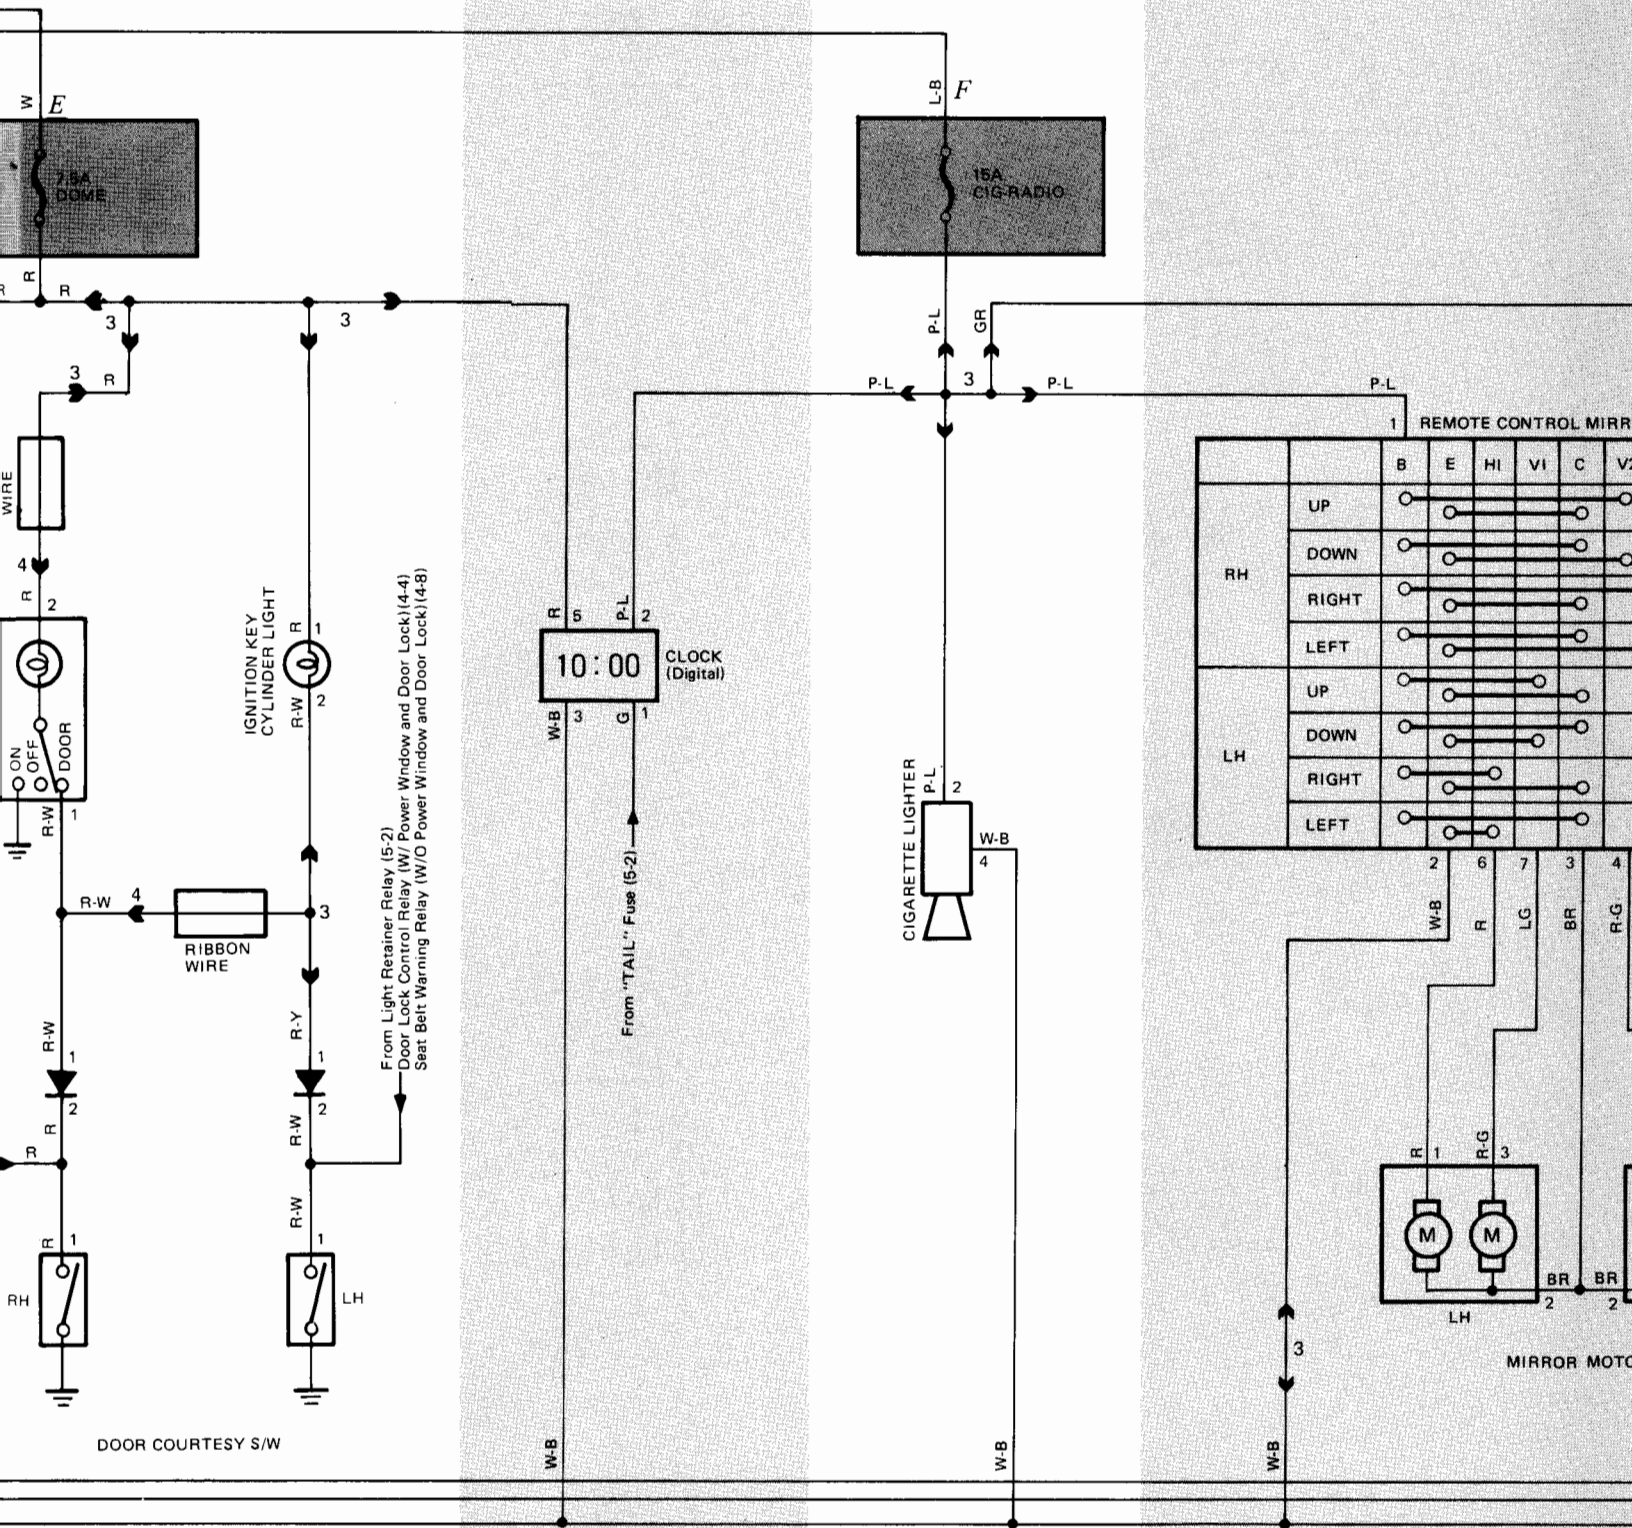 W
E
7.5A
DOME
R
R
R
3
3
3
R
WIRE
4
R
2
ON
OFF
DOOR
R-W
1
IGNITION KEY
CYLINDER LIGHT
R
1
R-W
2
R-W
4
3
RIBBON
WIRE
R-W
1
2
R
R
R
1
RH
R-Y
1
2
R-W
R-W
1
LH
DOOR COURTESY S/W
From Light Retainer Relay (5-2)
Door Lock Control Relay (W/ Power Wndow and Door Lock)(4-4)
Seat Belt Warning Relay (W/O Power Window and Door Lock)(4-8)
R
5
P-L
2
10:00
CLOCK
(Digital)
W-B
3
G
1
From "TAIL" Fuse (5-2)
W-B
L-B
F
15A
CIG-RADIO
P-L
GR
P-L
3
P-L
P-L
CIGARETTE LIGHTER
P-L
2
W-B
4
W-B
1
REMOTE CONTROL MIRR
B E HI VI C V2
RH
UP
DOWN
RIGHT
LEFT
LH
UP
DOWN
RIGHT
LEFT
2 6 7 3 4
W-B R LG BR R-G
R
1
R-G
3
M M
BR BR
2 2
LH
MIRROR MOTO
3
W-B